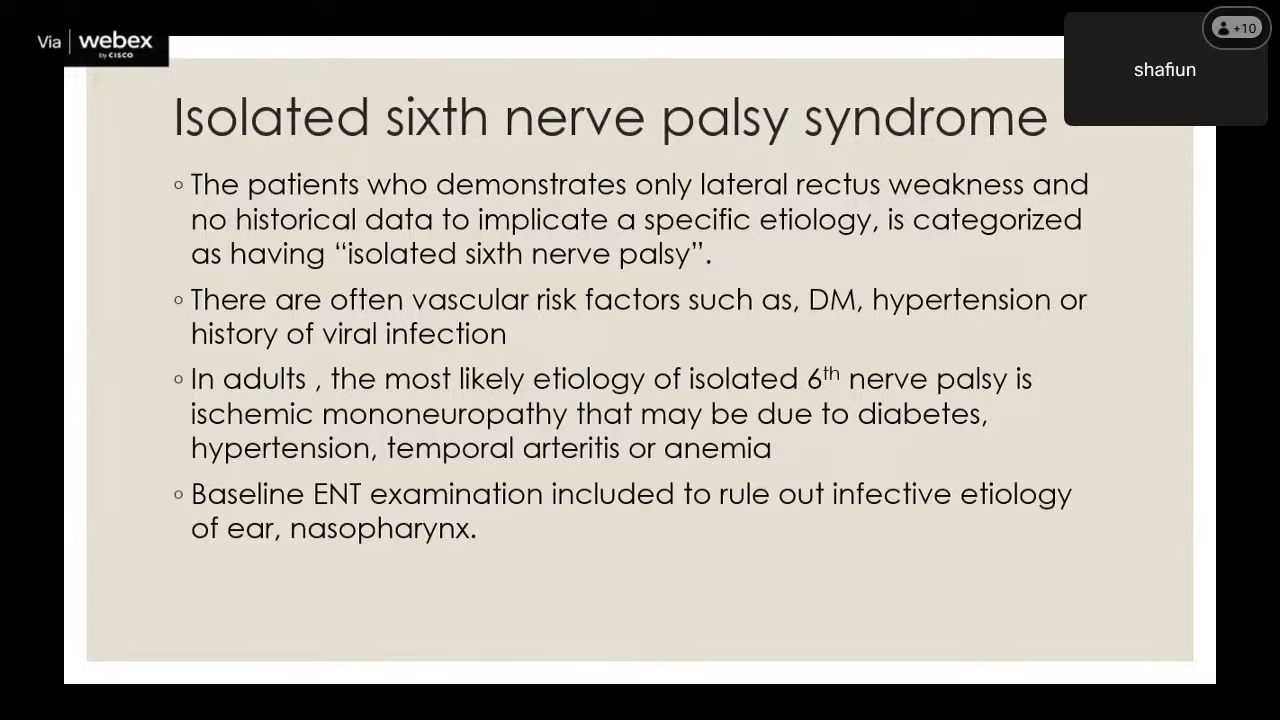 Via webex
by CISCO
+10
shafiun
Isolated sixth nerve palsy syndrome
◦ The patients who demonstrates only lateral rectus weakness and
no historical data to implicate a specific etiology, is categorized
as having “isolated sixth nerve palsy”.
◦ There are often vascular risk factors such as, DM, hypertension or
history of viral infection
◦ In adults , the most likely etiology of isolated 6th nerve palsy is
ischemic mononeuropathy that may be due to diabetes,
hypertension, temporal arteritis or anemia
◦ Baseline ENT examination included to rule out infective etiology
of ear, nasopharynx.